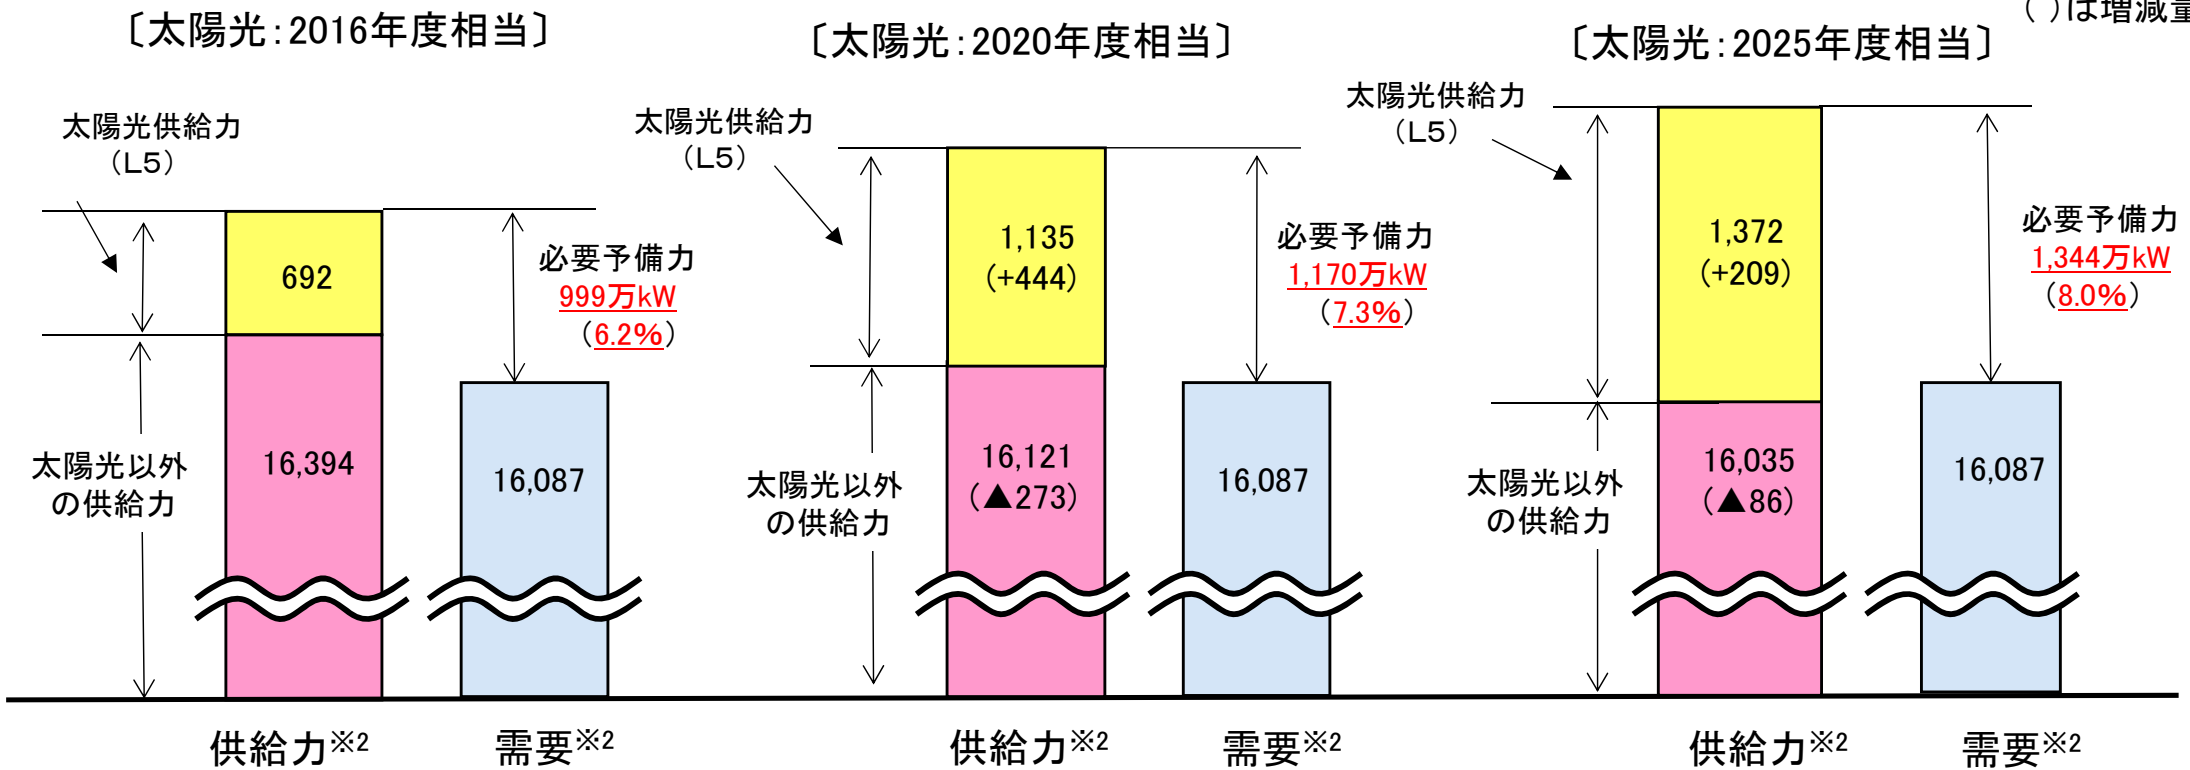 ( )は増減量
〔太陽光:2016年度相当〕
太陽光供給力
(L5)
692
必要予備力
999万kW
(6.2%)
太陽光以外
の供給力
16,394
16,087
供給力※2
需要※2
〔太陽光:2020年度相当〕
太陽光供給力
(L5)
1,135
(+444)
必要予備力
1,170万kW
(7.3%)
太陽光以外
の供給力
16,121
(▲273)
16,087
供給力※2
需要※2
〔太陽光:2025年度相当〕
太陽光供給力
(L5)
1,372
(+209)
必要予備力
1,344万kW
(8.0%)
太陽光以外
の供給力
16,035
(▲86)
16,087
供給力※2
需要※2